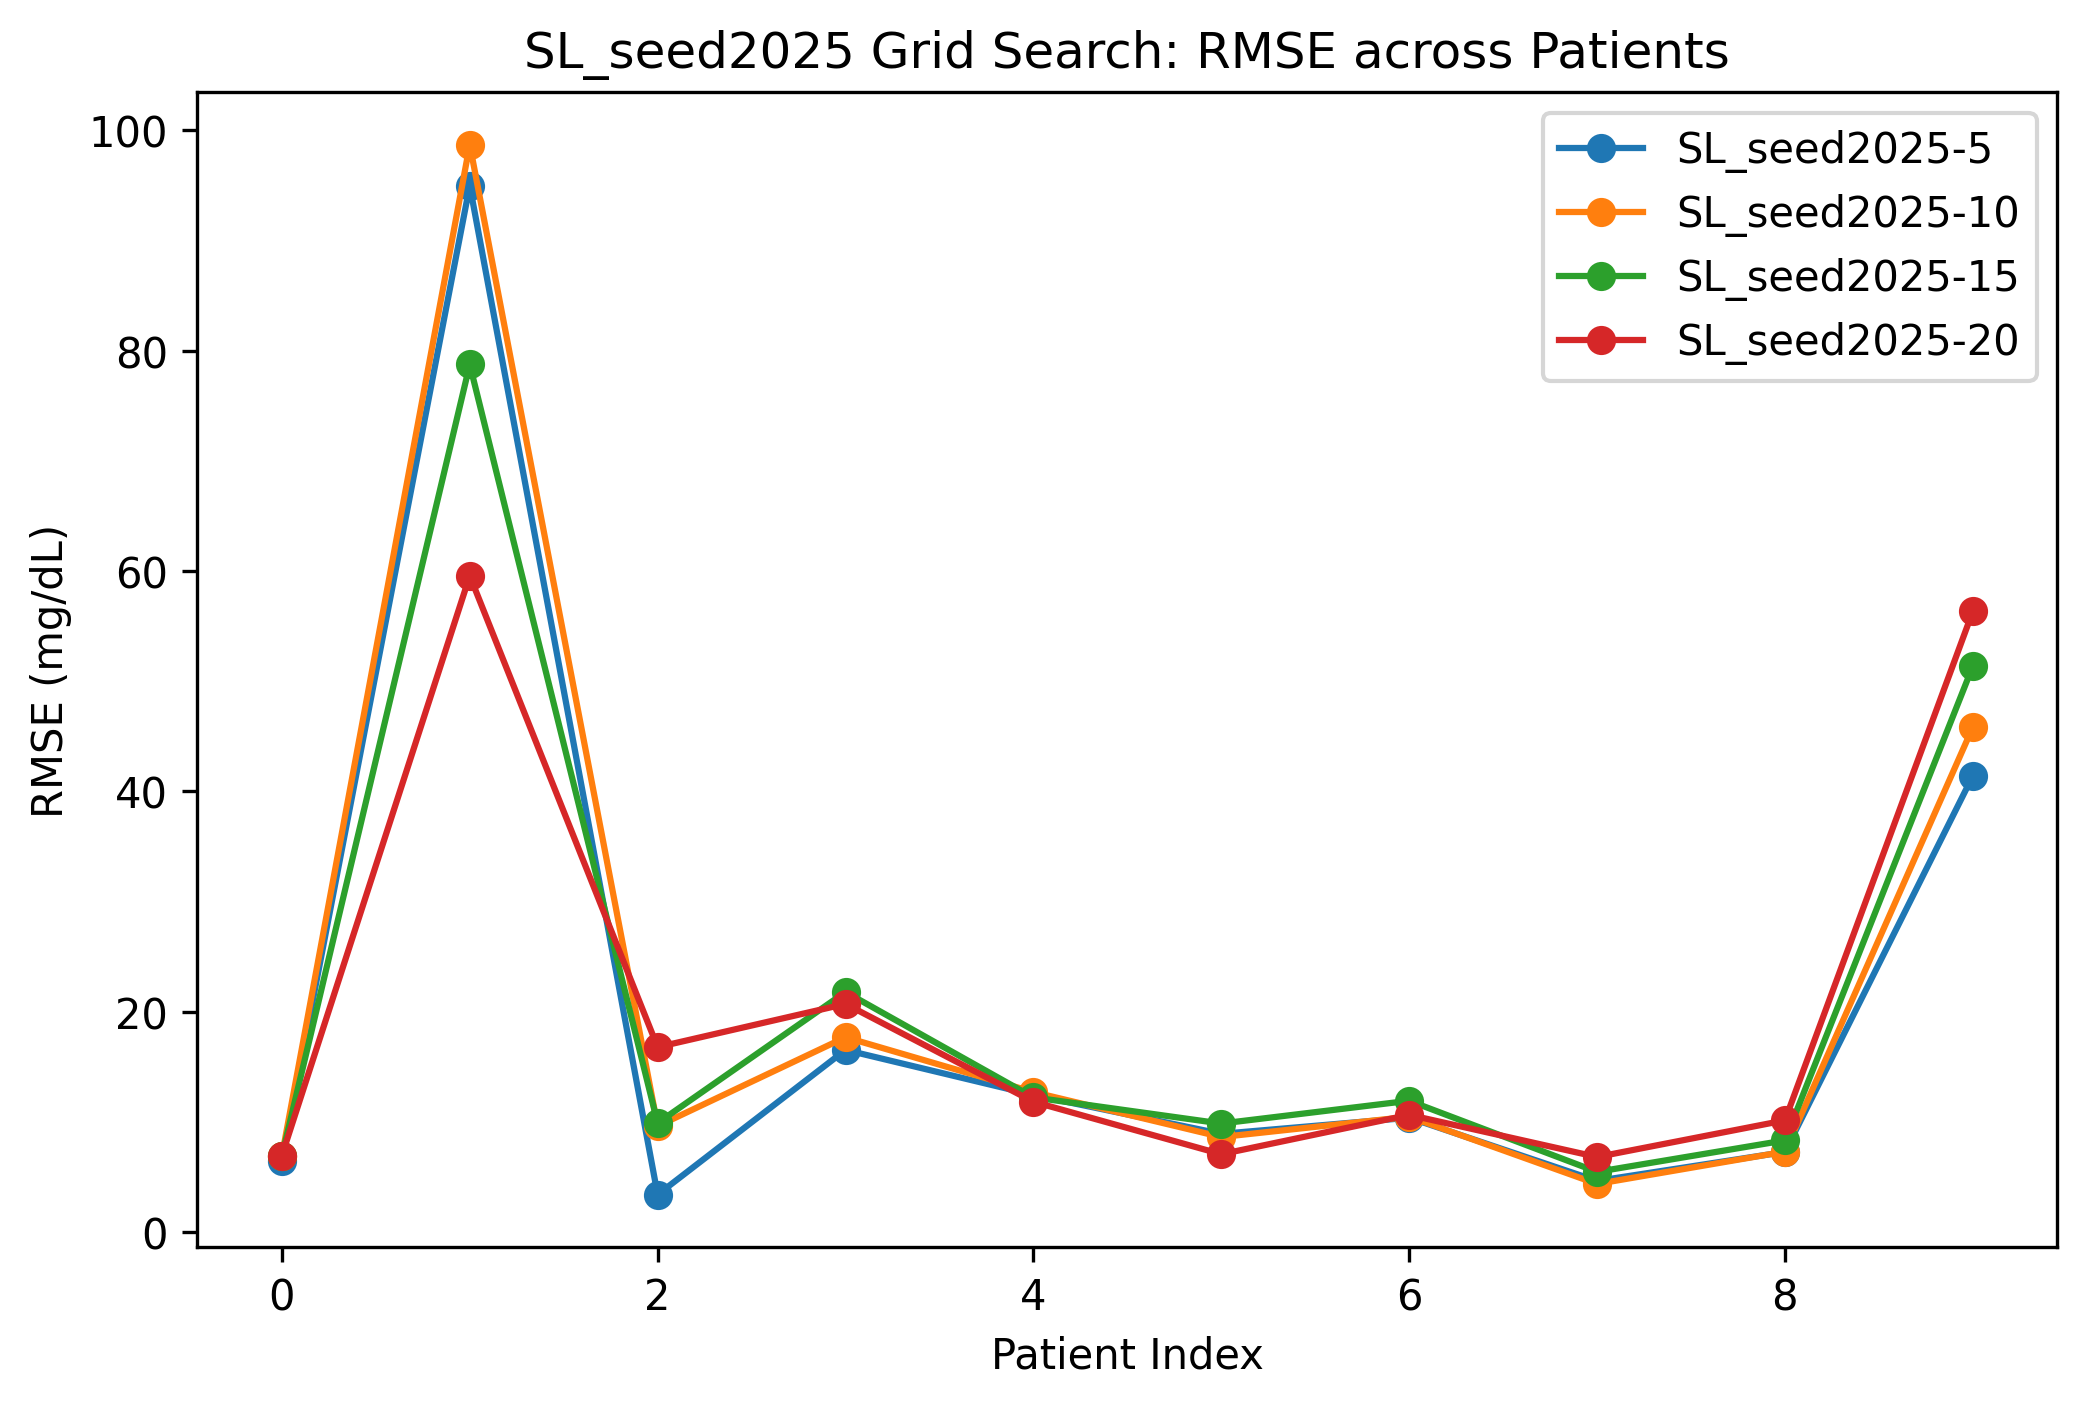 SL_seed2025 Grid Search: RMSE across Patients
100
80
60
40
20
0
RMSE (mg/dL)
SL_seed2025-5
SL_seed2025-10
SL_seed2025-15
SL_seed2025-20
0
2
4
6
8
Patient Index